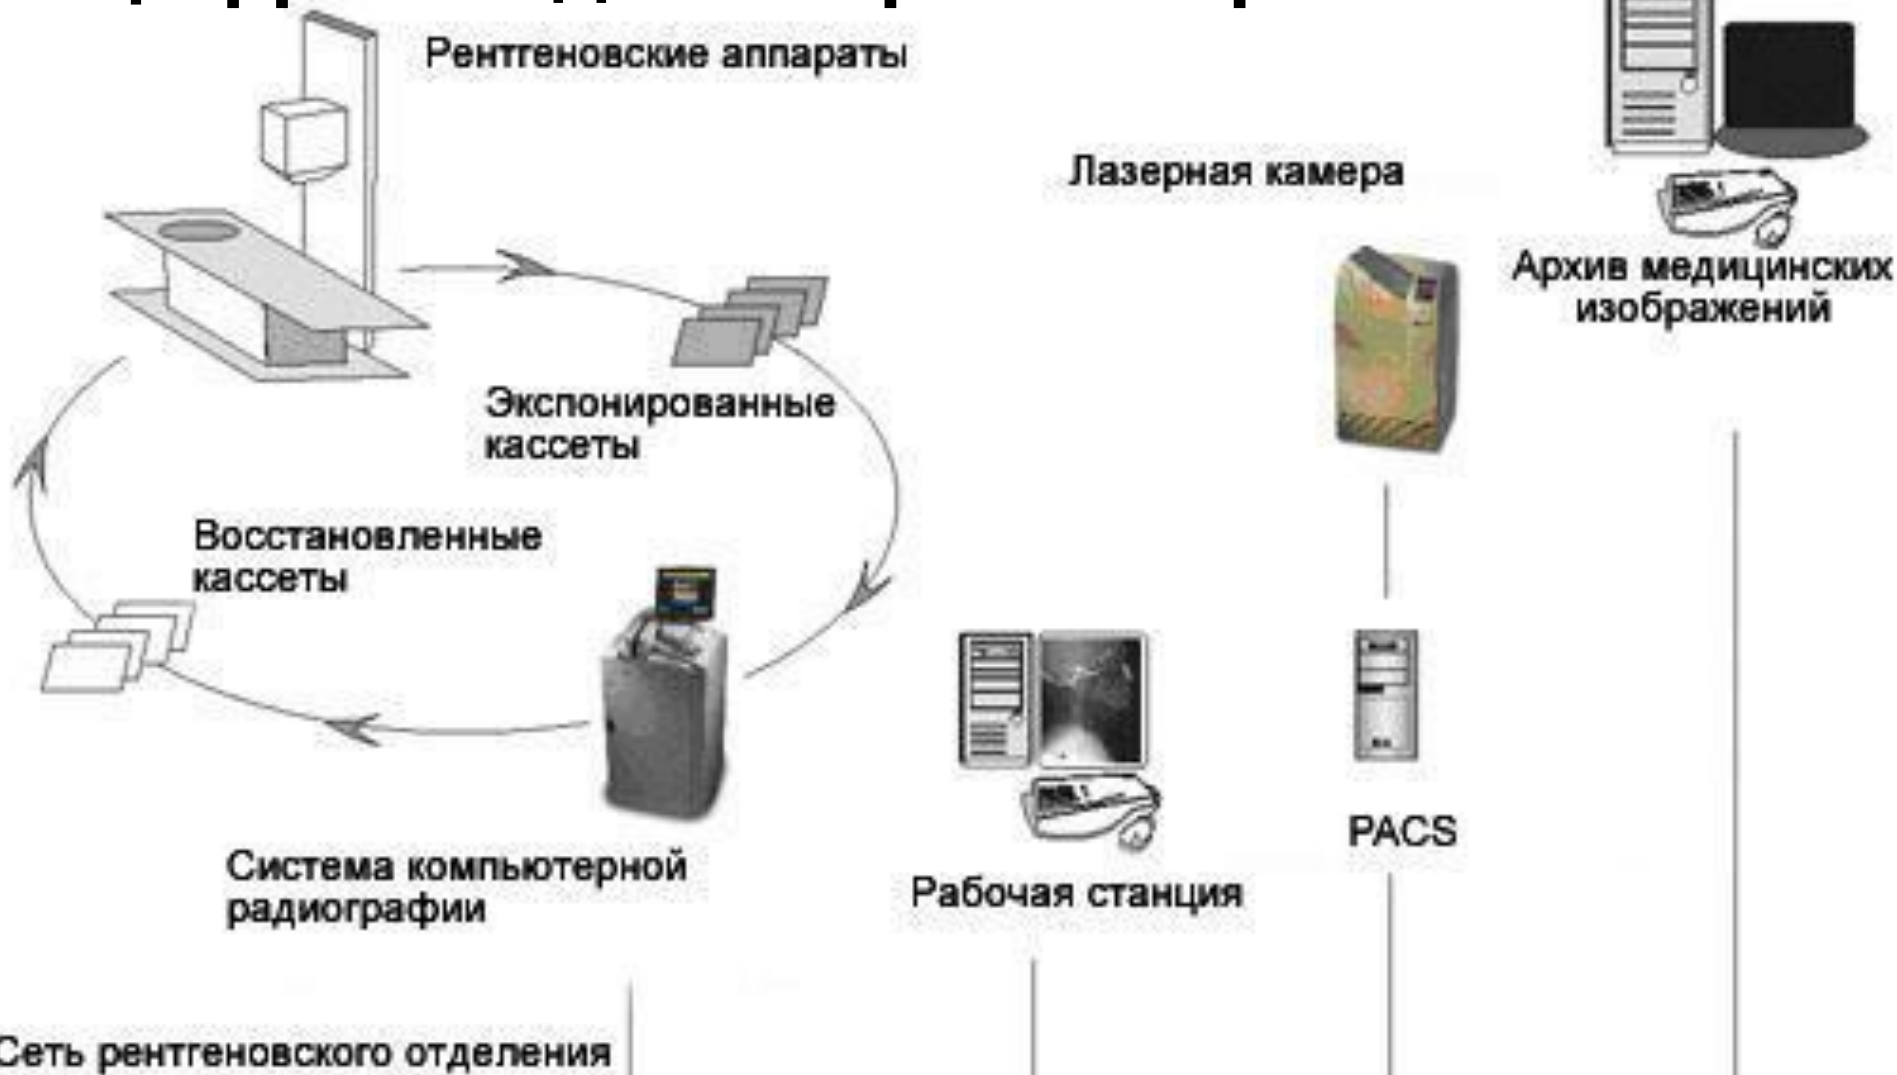 Рентгеновские аппараты
Лазерная камера
Архив медицинских
изображений
Экспонированные
кассеты
Восстановленные
кассеты
PACS
Система компьютерной
радиографии
Рабочая станция
Сеть рентгеновского отделения